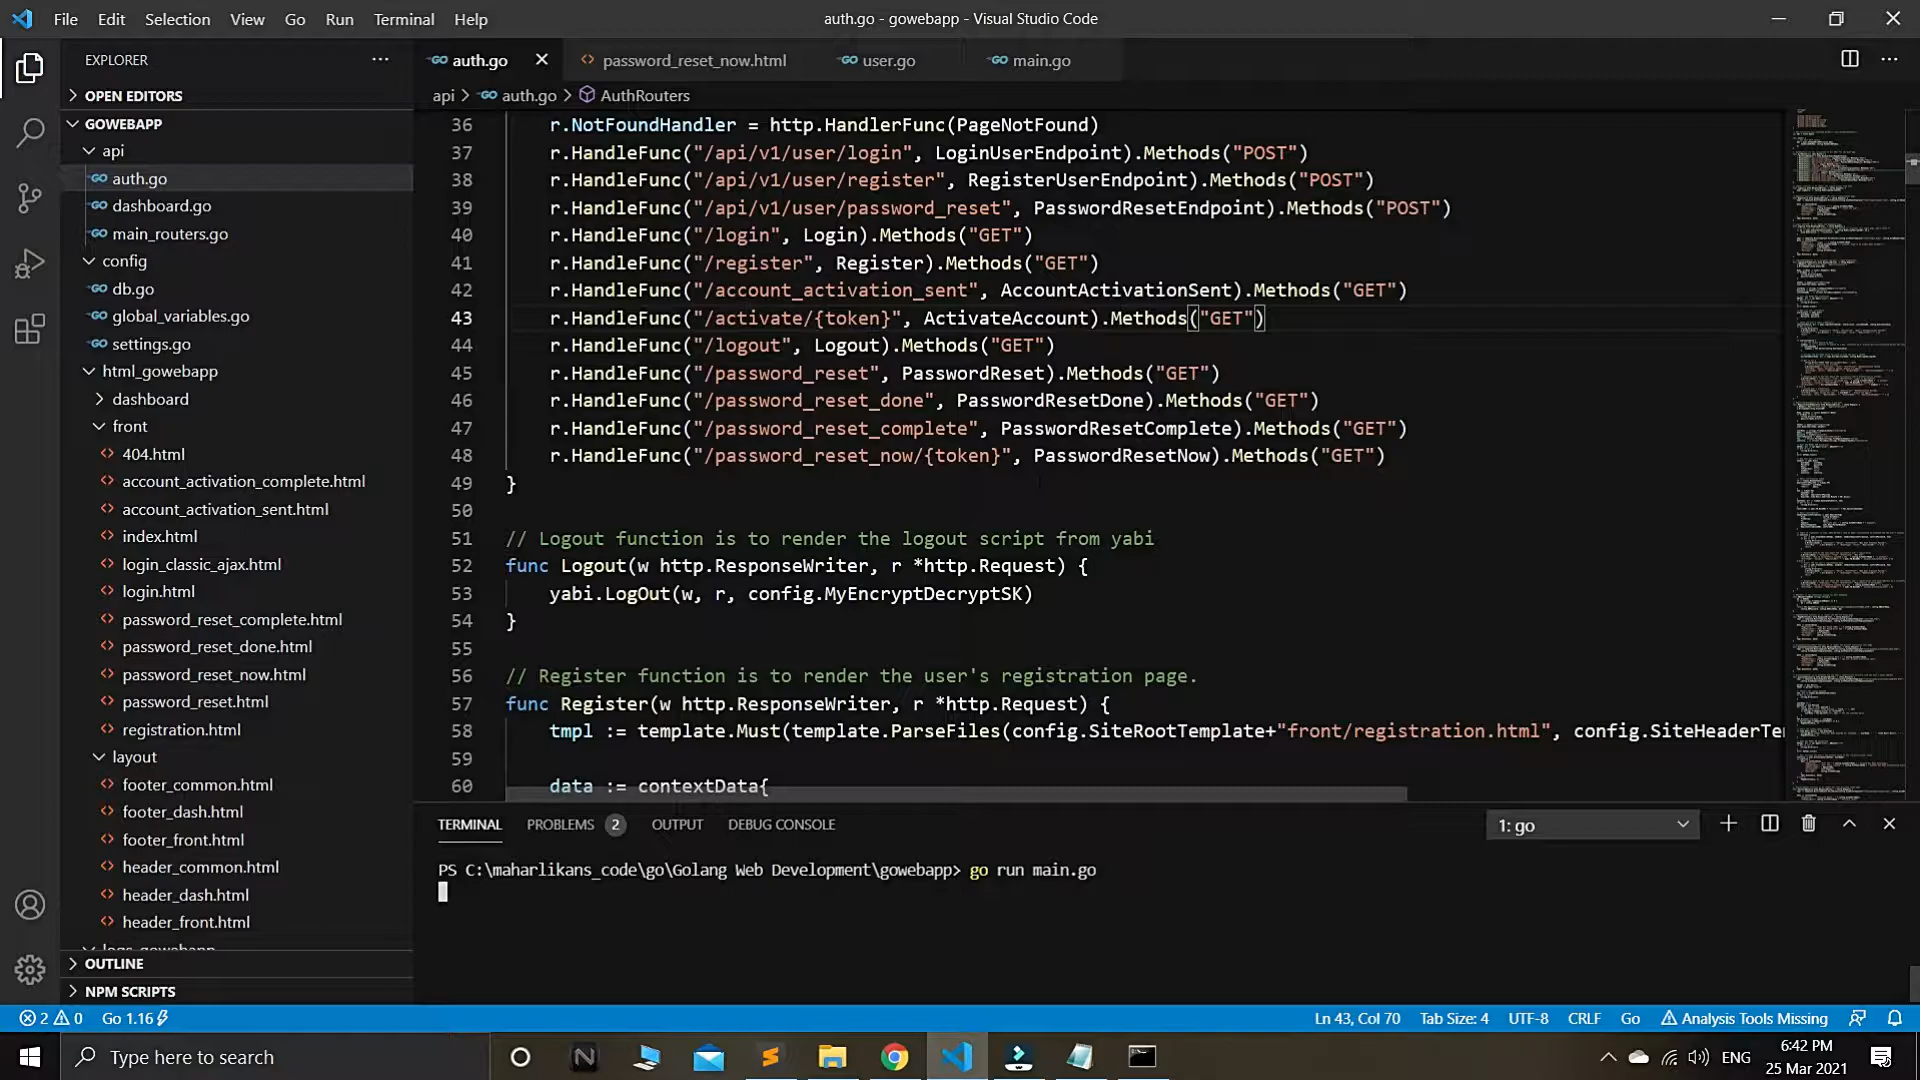 File Edit Selection View Go Run Terminal Help
auth.go - gowebapp - Visual Studio Code
EXPLORER
auth.go
password_reset_now.html
user.go
main.go
OPEN EDITORS
api > auth.go > AuthRouters
GOWEBAPP
api
auth.go
dashboard.go
main_routers.go
config
db.go
global_variables.go
settings.go
html_gowebapp
dashboard
front
404.html
account_activation_complete.html
account_activation_sent.html
index.html
login_classic_ajax.html
login.html
password_reset_complete.html
password_reset_done.html
password_reset_now.html
password_reset.html
registration.html
layout
footer_common.html
footer_dash.html
footer_front.html
header_common.html
header_dash.html
header_front.html
logs_gowebapp
OUTLINE
NPM SCRIPTS
36 r.NotFoundHandler = http.HandlerFunc(PageNotFound)
37 r.HandleFunc("/api/v1/user/login", LoginUserEndpoint).Methods("POST")
38 r.HandleFunc("/api/v1/user/register", RegisterUserEndpoint).Methods("POST")
39 r.HandleFunc("/api/v1/user/password_reset", PasswordResetEndpoint).Methods("POST")
40 r.HandleFunc("/login", Login).Methods("GET")
41 r.HandleFunc("/register", Register).Methods("GET")
42 r.HandleFunc("/account_activation_sent", AccountActivationSent).Methods("GET")
43 r.HandleFunc("/activate/{token}", ActivateAccount).Methods("GET")
44 r.HandleFunc("/logout", Logout).Methods("GET")
45 r.HandleFunc("/password_reset", PasswordReset).Methods("GET")
46 r.HandleFunc("/password_reset_done", PasswordResetDone).Methods("GET")
47 r.HandleFunc("/password_reset_complete", PasswordResetComplete).Methods("GET")
48 r.HandleFunc("/password_reset_now/{token}", PasswordResetNow).Methods("GET")
49 }
50
51 // Logout function is to render the logout script from yabi
52 func Logout(w http.ResponseWriter, r *http.Request) {
53 yabi.LogOut(w, r, config.MyEncryptDecryptSK)
54 }
55
56 // Register function is to render the user's registration page.
57 func Register(w http.ResponseWriter, r *http.Request) {
58 tmpl := template.Must(template.ParseFiles(config.SiteRootTemplate+"front/registration.html", config.SiteHeaderTe
59
60 data := contextData{
TERMINAL PROBLEMS 2 OUTPUT DEBUG CONSOLE
1: go
PS C:\maharlikans_code\go\Golang Web Development\gowebapp> go run main.go
2 0 Go 1.16
Ln 43, Col 70 Tab Size: 4 UTF-8 CRLF Go Analysis Tools Missing
Type here to search
ENG
6:42 PM
25 Mar 2021